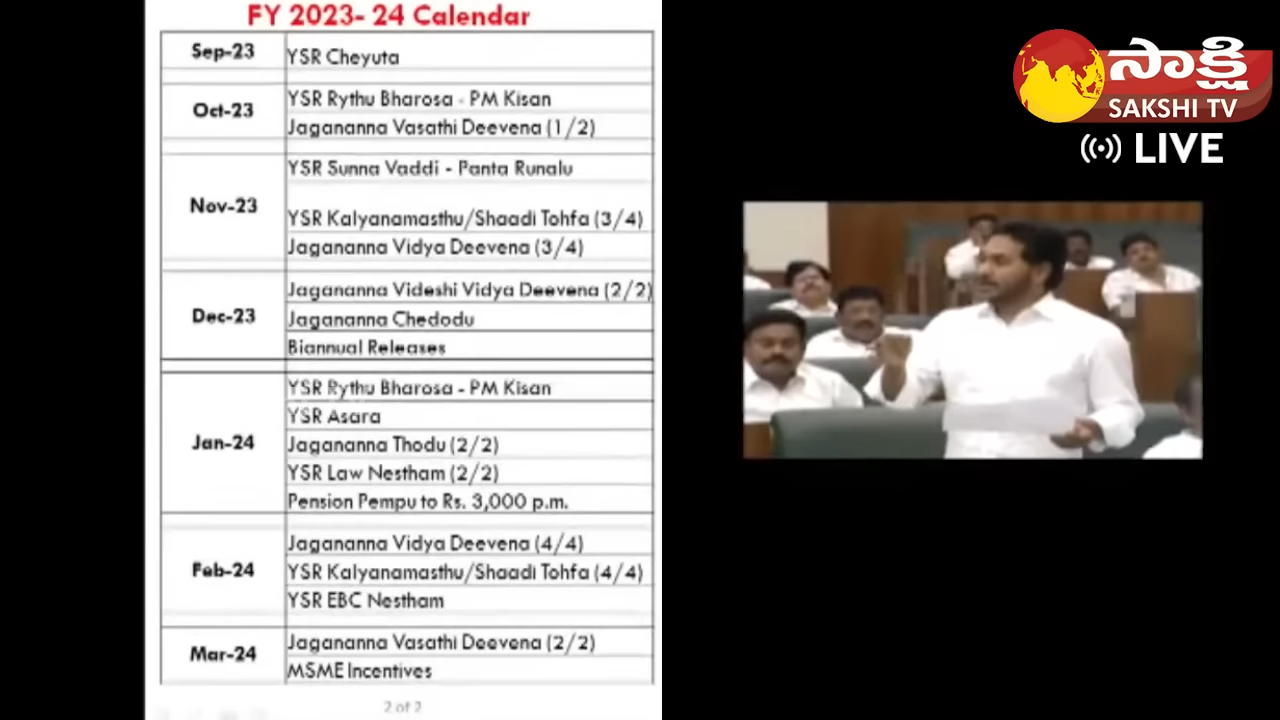 FY 2023- 24 Calendar
Sep-23
YSR Cheyuta
Oct-23
YSR Rythu Bharosa - PM Kisan
Jagananna Vasathi Deevena (1/2)
Nov-23
YSR Sunna Vaddi - Panta Runalu
YSR Kalyanamasthu/Shaadi Tohfa (3/4)
Jagananna Vidya Deevena (3/4)
Dec-23
Jagananna Videshi Vidya Deevena (2/2)
Jagananna Chedodu
Biannual Releases
Jan-24
YSR Rythu Bharosa - PM Kisan
YSR Asara
Jagananna Thodu (2/2)
YSR Law Nestham (2/2)
Pension Pempu to Rs. 3,000 p.m.
Feb-24
Jagananna Vidya Deevena (4/4)
YSR Kalyanamasthu/Shaadi Tohfa (4/4)
YSR EBC Nestham
Mar-24
Jagananna Vasathi Deevena (2/2)
MSME Incentives
2 of 2
సాక్షి
SAKSHI TV
LIVE